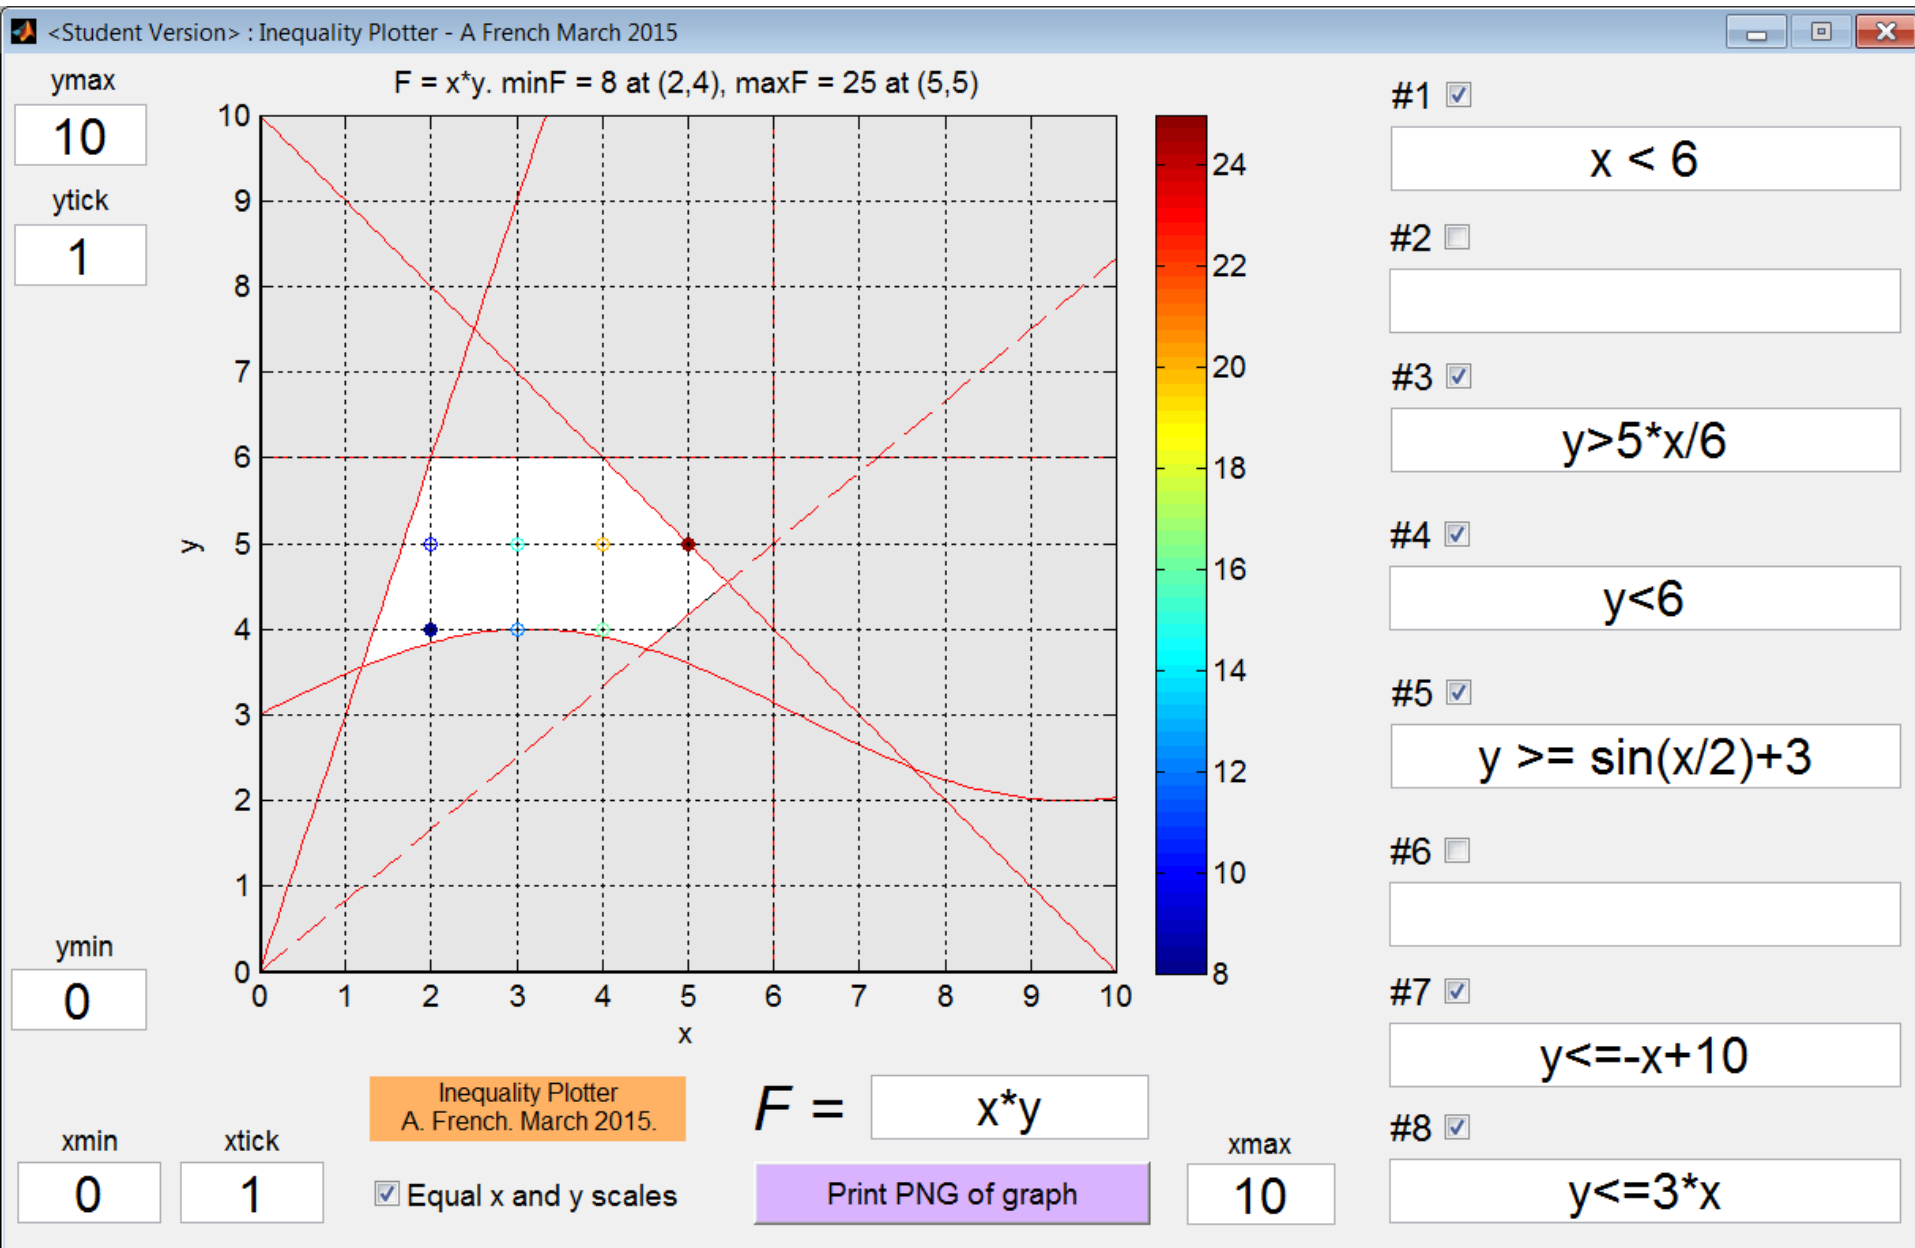 <Student Version> : Inequality Plotter - A French March 2015
ymax
10
ytick
1
ymin
0
F = x*y. minF = 8 at (2,4), maxF = 25 at (5,5)
10
9
8
7
6
5
4
3
2
1
0
y
0 1 2 3 4 5 6 7 8 9 10
x
24
22
20
18
16
14
12
10
8
#1
x < 6
#2
#3
y>5*x/6
#4
y<6
#5
y >= sin(x/2)+3
#6
#7
y<=-x+10
#8
y<=3*x
Inequality Plotter
A. French. March 2015.
F =
x*y
xmin
0
xtick
1
Equal x and y scales
Print PNG of graph
xmax
10